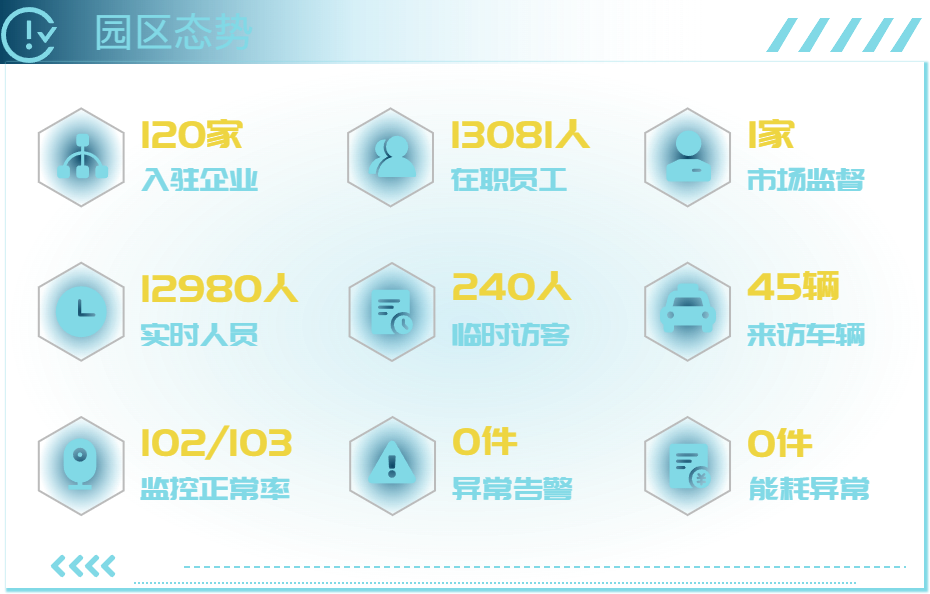 园区态势
120家
入驻企业
13081人
在职员工
1家
市场监督
12980人
实时人员
240人
临时访客
45辆
来访车辆
102/103
监控正常率
0件
异常告警
0件
能耗异常